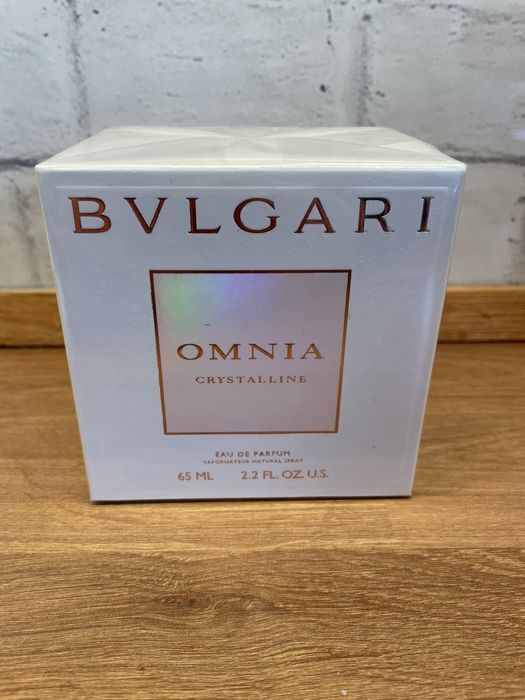 BVLGARI
OMNIA
CRYSTALLINE
EAU DE PARFUM
VAPORISATEUR NATURAL SPRAY
65 ML 2.2 FL. OZ. U.S.